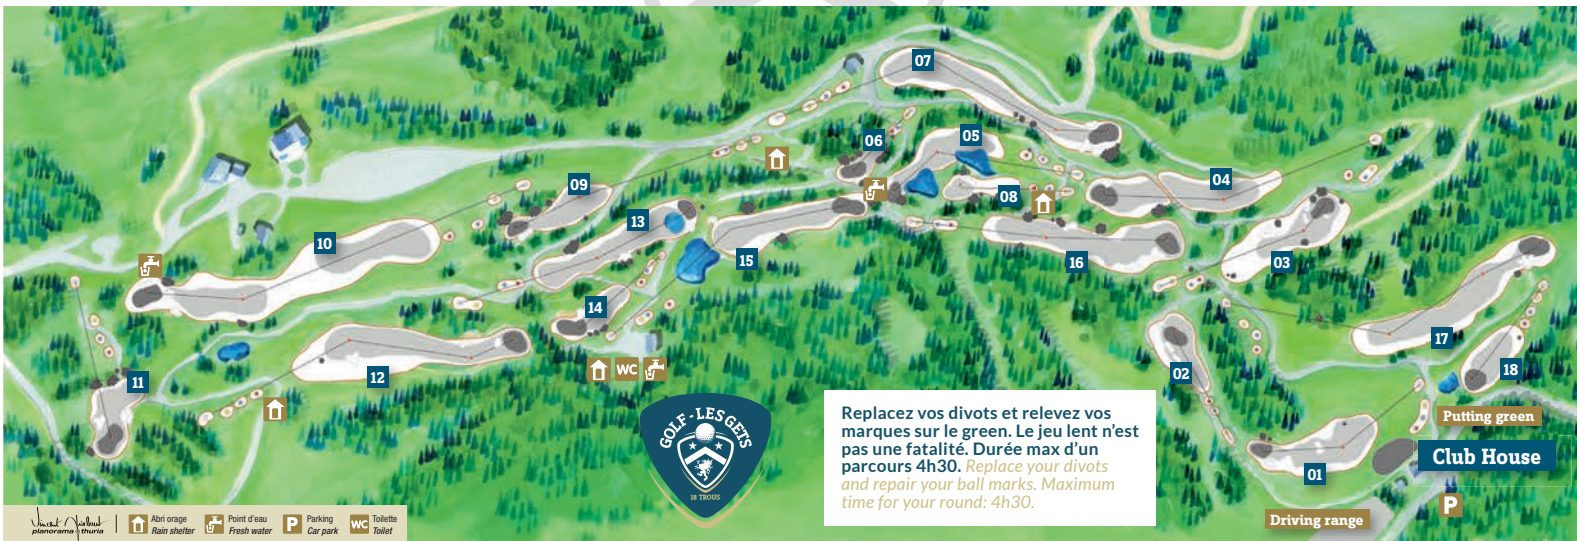 07
05
06
04
09
08
13
10
15
16
03
14
17
18
02
12
11
WC
GOLF - LES GETS
18 TROUS
Replacez vos divots et relevez vos
marques sur le green. Le jeu lent n’est
pas une fatalité. Durée max d’un
parcours 4h30. Replace your divots
and repair your ball marks. Maximum
time for your round: 4h30.
Putting green
Club House
01
P
Driving range
planorama thuria
Abri orage
Rain shelter
Point d'eau
Fresh water
P
Parking
Car park
WC
Toilette
Toilet